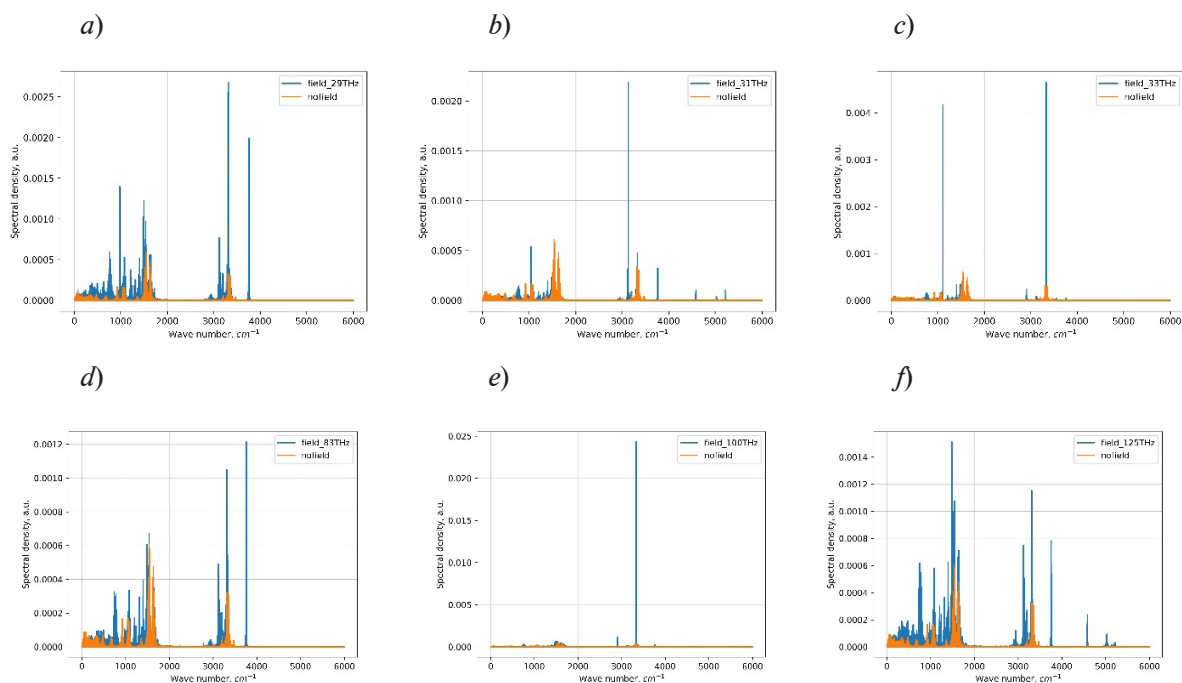 a)
b)
c)
field_29THz
nofield
0.0025
0.0020
0.0015
0.0010
0.0005
0.0000
Spectral density, a.u.
0 1000 2000 3000 4000 5000 6000
Wave number, cm⁻¹
field_31THz
nofield
0.0020
0.0015
0.0010
0.0005
0.0000
Spectral density, a.u.
0 1000 2000 3000 4000 5000 6000
Wave number, cm⁻¹
field_33THz
nofield
0.004
0.003
0.002
0.001
0.000
Spectral density, a.u.
0 1000 2000 3000 4000 5000 6000
Wave number, cm⁻¹
d)
e)
f)
field_83THz
nofield
0.0012
0.0010
0.0008
0.0006
0.0004
0.0002
0.0000
Spectral density, a.u.
0 1000 2000 3000 4000 5000 6000
Wave number, cm⁻¹
field_100THz
nofield
0.025
0.020
0.015
0.010
0.005
0.000
Spectral density, a.u.
0 1000 2000 3000 4000 5000 6000
Wave number, cm⁻¹
field_125THz
nofield
0.0014
0.0012
0.0010
0.0008
0.0006
0.0004
0.0002
0.0000
Spectral density, a.u.
0 1000 2000 3000 4000 5000 6000
Wave number, cm⁻¹